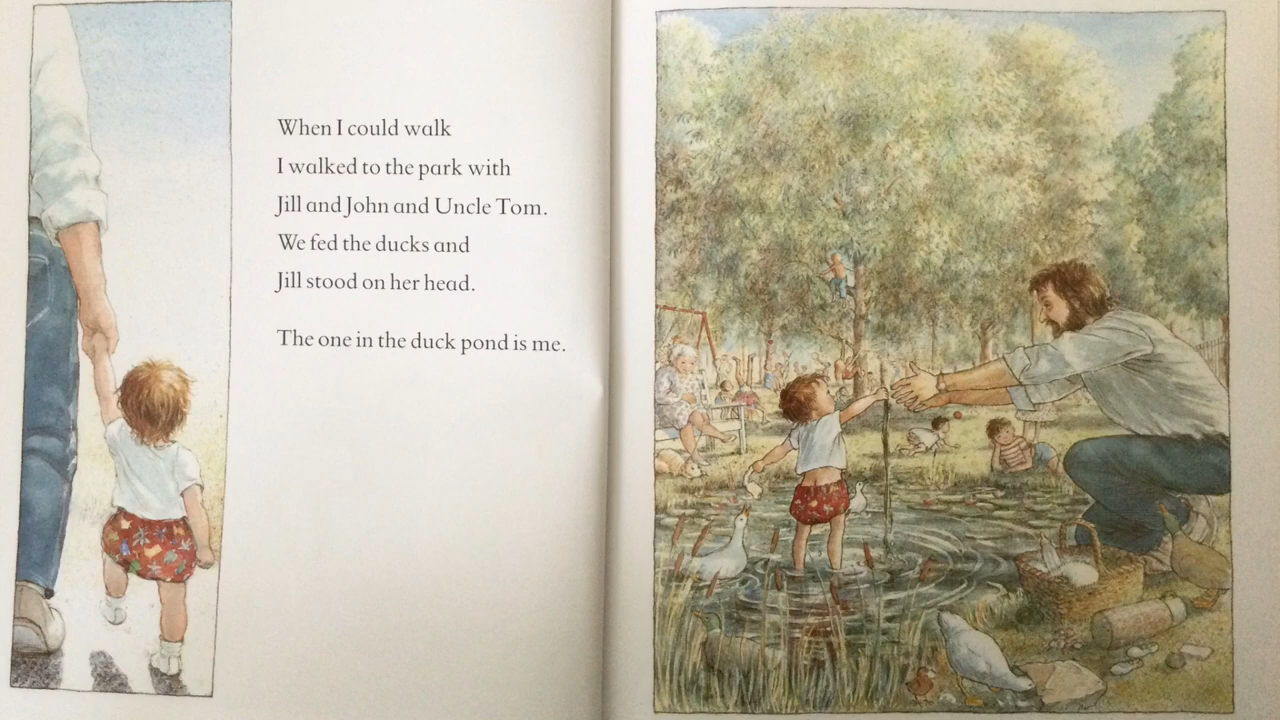 When I could walk
I walked to the park with
Jill and John and Uncle Tom.
We fed the ducks and
Jill stood on her head.
The one in the duck pond is me.